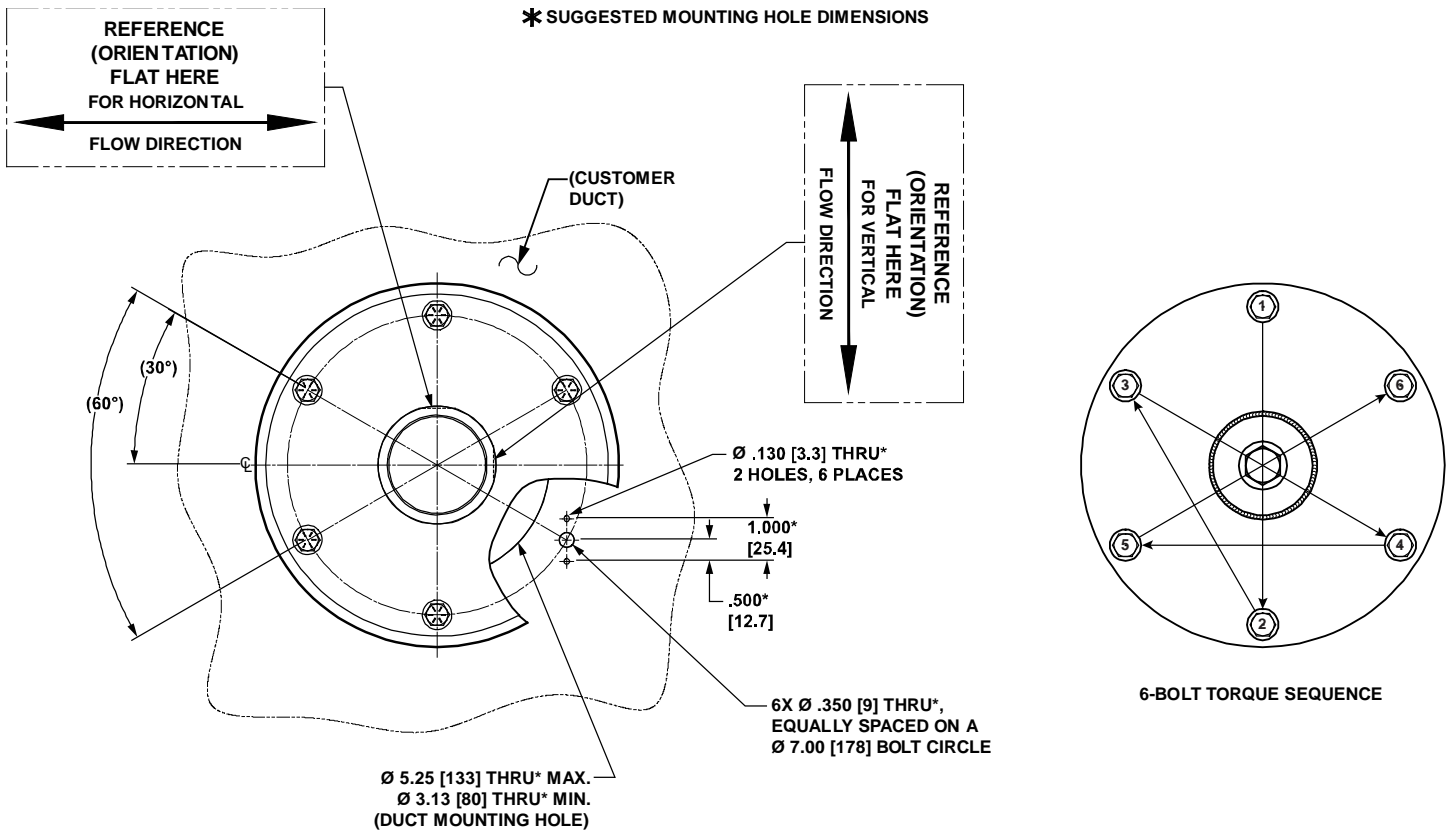 ✱ SUGGESTED MOUNTING HOLE DIMENSIONS
REFERENCE
(ORIEN TATION)
FLAT HERE
FOR HORIZONTAL
FLOW DIRECTION
REFERENCE
(ORIENTATION)
FLAT HERE
FOR VERTICAL
FLOW DIRECTION
(CUSTOMER
DUCT)
(30°)
(60°)
℄
Ø .130 [3.3] THRU*
2 HOLES, 6 PLACES
1.000*
[25.4]
.500*
[12.7]
6X Ø .350 [9] THRU*,
EQUALLY SPACED ON A
Ø 7.00 [178] BOLT CIRCLE
Ø 5.25 [133] THRU* MAX.
Ø 3.13 [80] THRU* MIN.
(DUCT MOUNTING HOLE)
1
3
6
5
4
2
6-BOLT TORQUE SEQUENCE